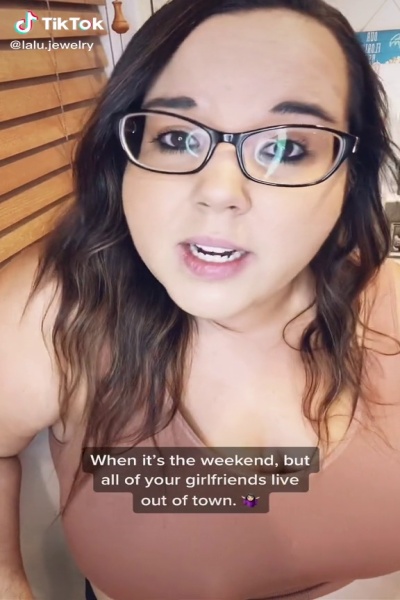 TikTok
@lalu.jewelry
When it's the weekend, but
all of your girlfriends live
out of town. 🤷🏻‍♀️